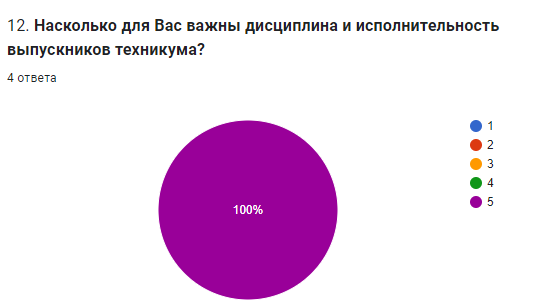 12. Насколько для Вас важны дисциплина и исполнительность
выпускников техникума?
4 ответа
100%
1
2
3
4
5